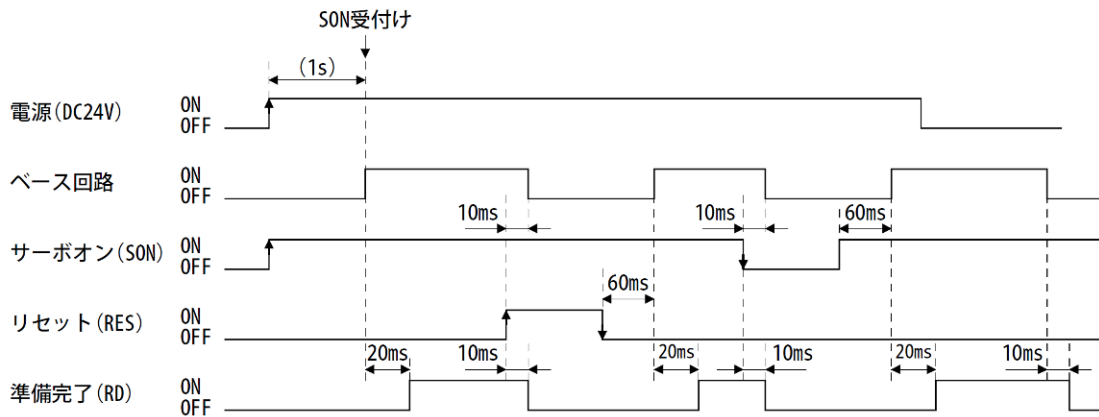 SON受付け
(1s)
電源(DC24V) ON
OFF
ベース回路 ON
OFF
10ms 10ms 60ms
サーボオン(SON) ON
OFF
60ms
リセット(RES) ON
OFF
20ms 10ms 20ms 10ms 20ms 10ms
準備完了(RD) ON
OFF